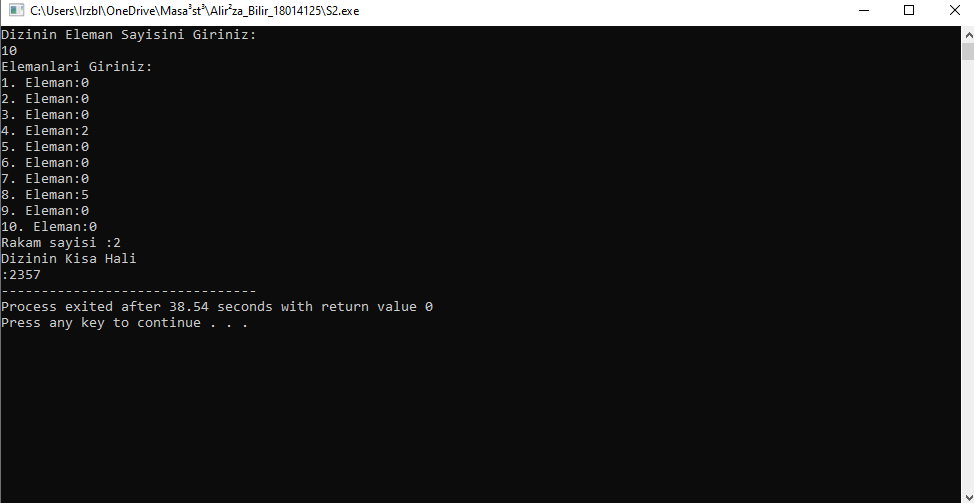 C:\Users\lrzbl\OneDrive\Masa³st³\Alir²za_Bilir_18014125\S2.exe
Dizinin Eleman Sayisini Giriniz:
10
Elemanlari Giriniz:
1. Eleman:0
2. Eleman:0
3. Eleman:0
4. Eleman:2
5. Eleman:0
6. Eleman:0
7. Eleman:0
8. Eleman:5
9. Eleman:0
10. Eleman:0
Rakam sayisi :2
Dizinin Kisa Hali
:2357
--------------------------------
Process exited after 38.54 seconds with return value 0
Press any key to continue . . .